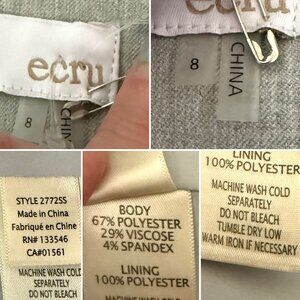 ecru
8
CHIN
ecru
8
CHINA
STYLE 2772SS
Made in China
Fabriqué en Chine
RN# 133546
CA#01561
MACHINE WASH COLD
SEPARATELY
DO NOT BLEACH
BODY
67% POLYESTER
29% VISCOSE
4% SPANDEX
LINING
100% POLYESTER
LINING
100% POLYESTER
MACHINE WASH COLD
SEPARATELY
DO NOT BLEACH
TUMBLE DRY LOW
WARM IRON IF NECESSARY